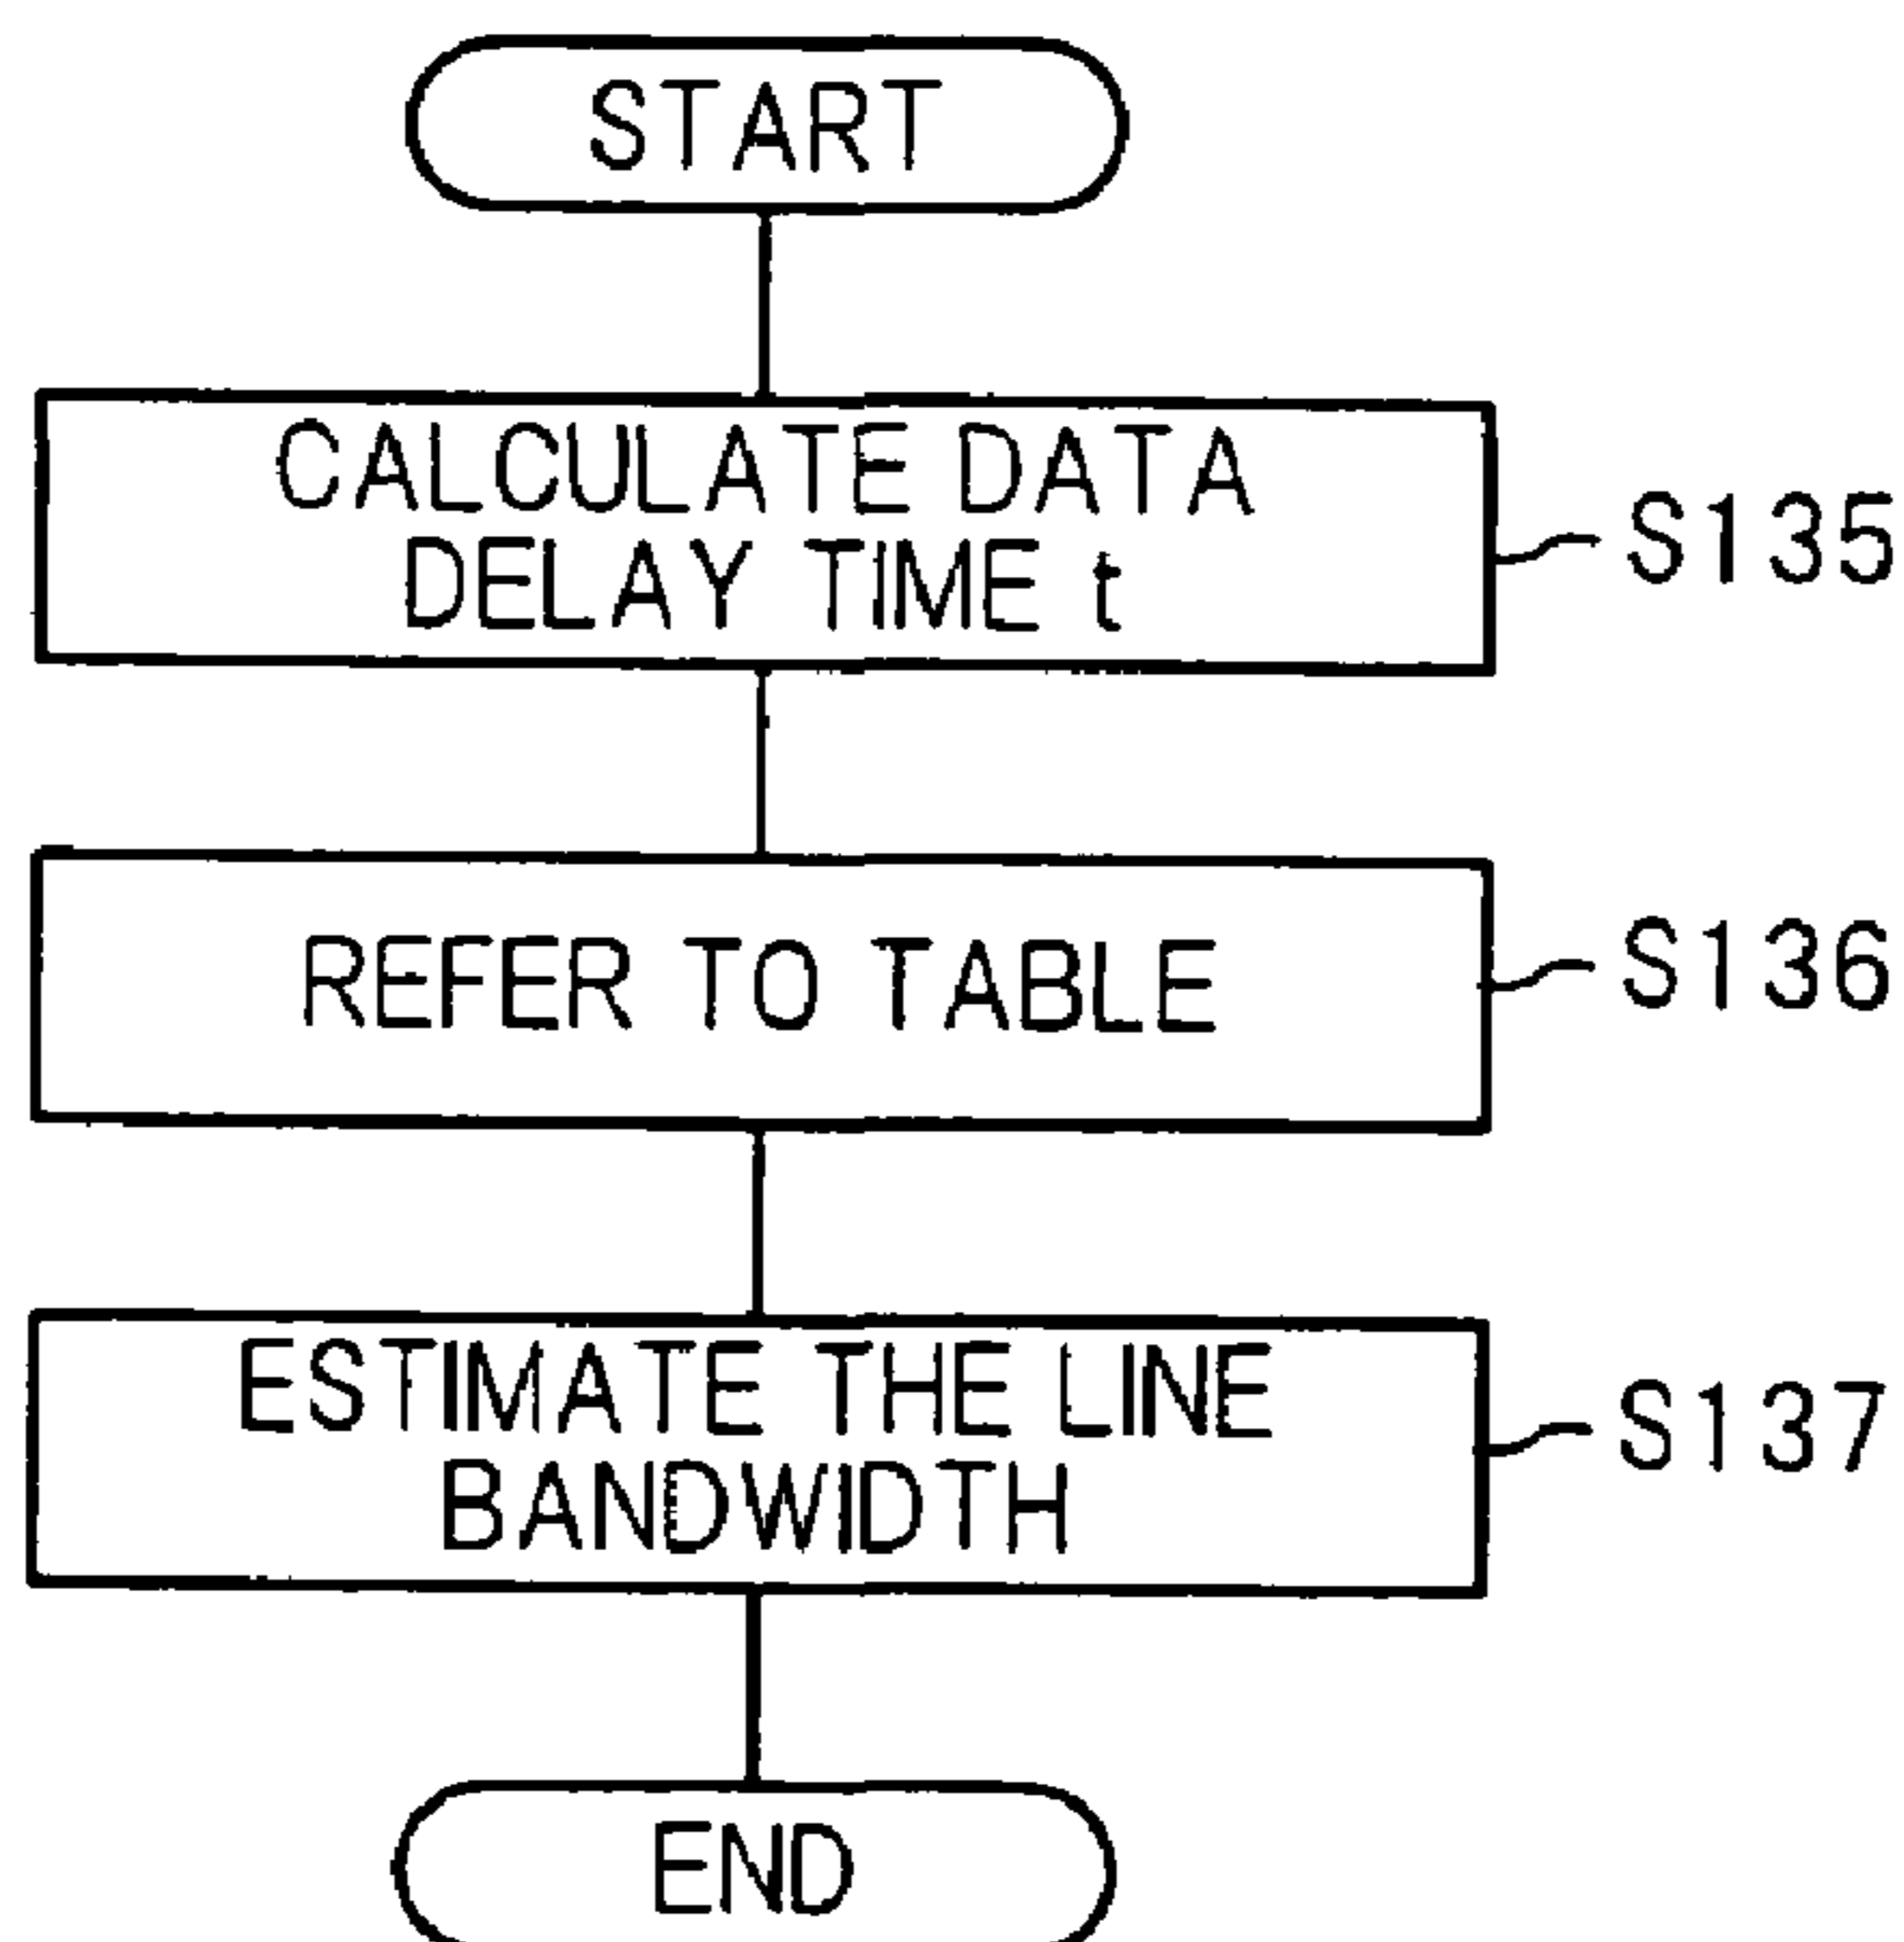 START
CALCULATE DATA
DELAY TIME t
S135
REFER TO TABLE
S136
ESTIMATE THE LINE
BANDWIDTH
S137
END